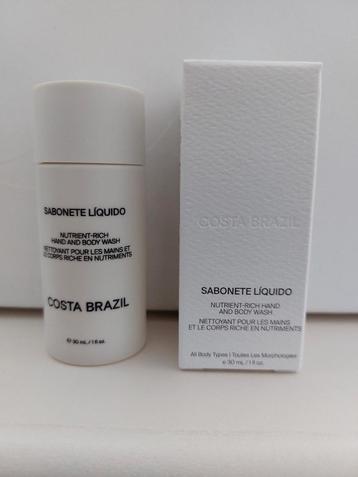 SABONETE LÍQUIDO
NUTRIENT-RICH
HAND AND BODY WASH
NETTOYANT POUR LES MAINS ET
LE CORPS RICHE EN NUTRIMENTS
COSTA BRAZIL
e 30 mL / 1 fl oz.
COSTA BRAZIL
SABONETE LÍQUIDO
NUTRIENT-RICH HAND
AND BODY WASH
NETTOYANT POUR LES MAINS
ET LE CORPS RICHE EN NUTRIMENTS
All Body Types | Toutes Les Morphologies
e 30 mL / 1 fl oz.